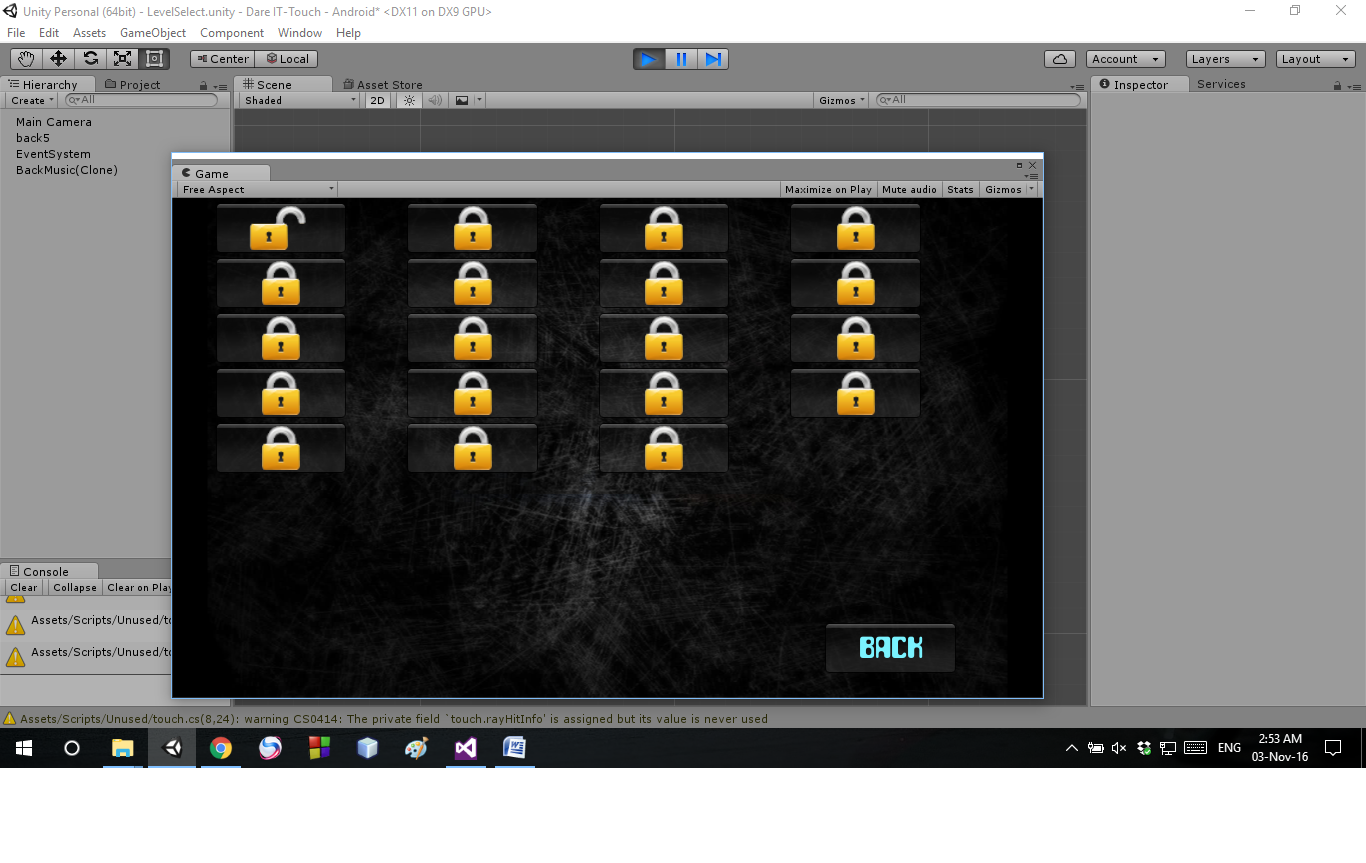 Unity Personal (64bit) - LevelSelect.unity - Dare IT-Touch - Android* <DX11 on DX9 GPU>
File Edit Assets GameObject Component Window Help
Center Local Account Layers Layout
Hierarchy Project Scene Asset Store Inspector Services
Create All Shaded 2D Gizmos All
Main Camera
back5
EventSystem
BackMusic(Clone)
Game
Free Aspect Maximize on Play Mute audio Stats Gizmos
BACK
Console
Clear Collapse Clear on Play
Assets/Scripts/Unused/to
Assets/Scripts/Unused/to
Assets/Scripts/Unused/touch.cs(8,24): warning CS0414: The private field `touch.rayHitInfo' is assigned but its value is never used
ENG
2:53 AM
03-Nov-16